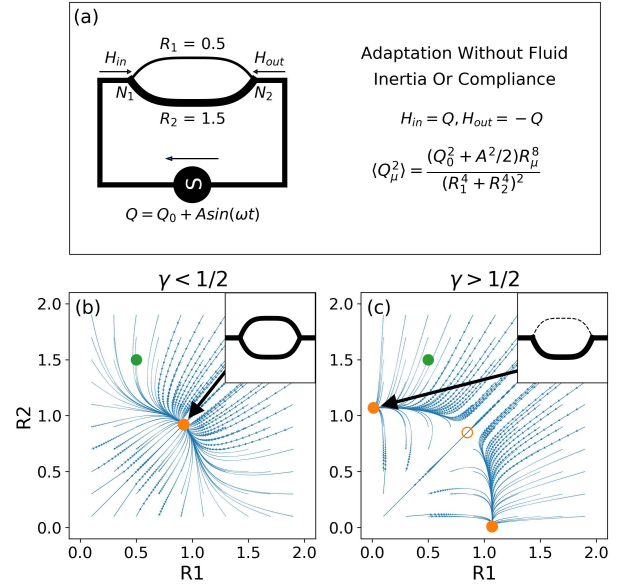 (a)
R₁ = 0.5
H_in
H_out
N₁
N₂
R₂ = 1.5
S
Q = Q₀ + Asin(ωt)
Adaptation Without Fluid
Inertia Or Compliance
H_in = Q, H_out = − Q
⟨Q_μ²⟩ = (Q₀² + A²/2)R_μ⁸ / (R₁⁴ + R₂⁴)²
γ < 1/2
(b)
R2
2.0
1.5
1.0
0.5
0.0
0.0 0.5 1.0 1.5 2.0
R1
γ > 1/2
(c)
2.0
1.5
1.0
0.5
0.0
0.0 0.5 1.0 1.5 2.0
R1